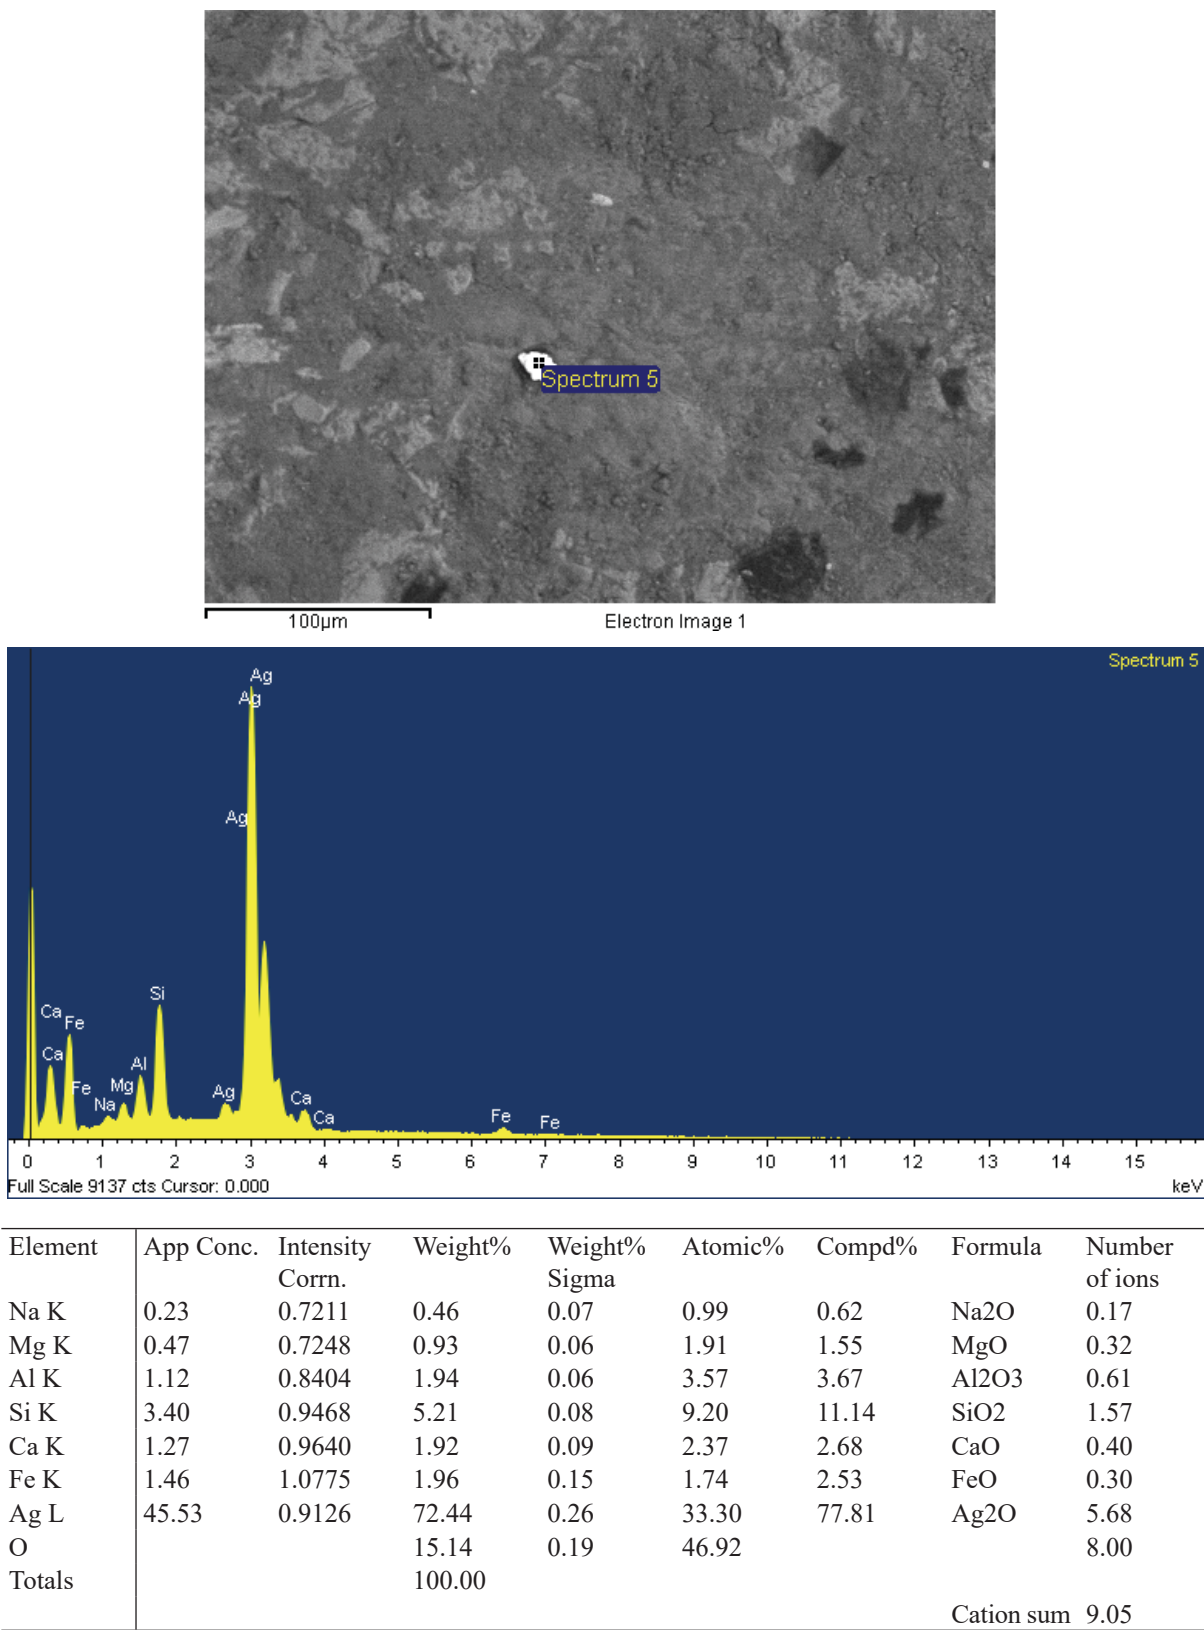 Spectrum 5
100µm
Electron Image 1
Spectrum 5
Ag
Ag
Ag
Si
Ca
Fe
Ca
Al
Fe
Mg
Na
Ag
Ca
Ca
Fe
Fe
0 1 2 3 4 5 6 7 8 9 10 11 12 13 14 15
Full Scale 9137 cts Cursor: 0.000 keV
Element App Conc. Intensity Weight% Weight% Atomic% Compd% Formula Number
Corrn. Sigma of ions
Na K 0.23 0.7211 0.46 0.07 0.99 0.62 Na2O 0.17
Mg K 0.47 0.7248 0.93 0.06 1.91 1.55 MgO 0.32
Al K 1.12 0.8404 1.94 0.06 3.57 3.67 Al2O3 0.61
Si K 3.40 0.9468 5.21 0.08 9.20 11.14 SiO2 1.57
Ca K 1.27 0.9640 1.92 0.09 2.37 2.68 CaO 0.40
Fe K 1.46 1.0775 1.96 0.15 1.74 2.53 FeO 0.30
Ag L 45.53 0.9126 72.44 0.26 33.30 77.81 Ag2O 5.68
O 15.14 0.19 46.92 8.00
Totals 100.00
Cation sum 9.05